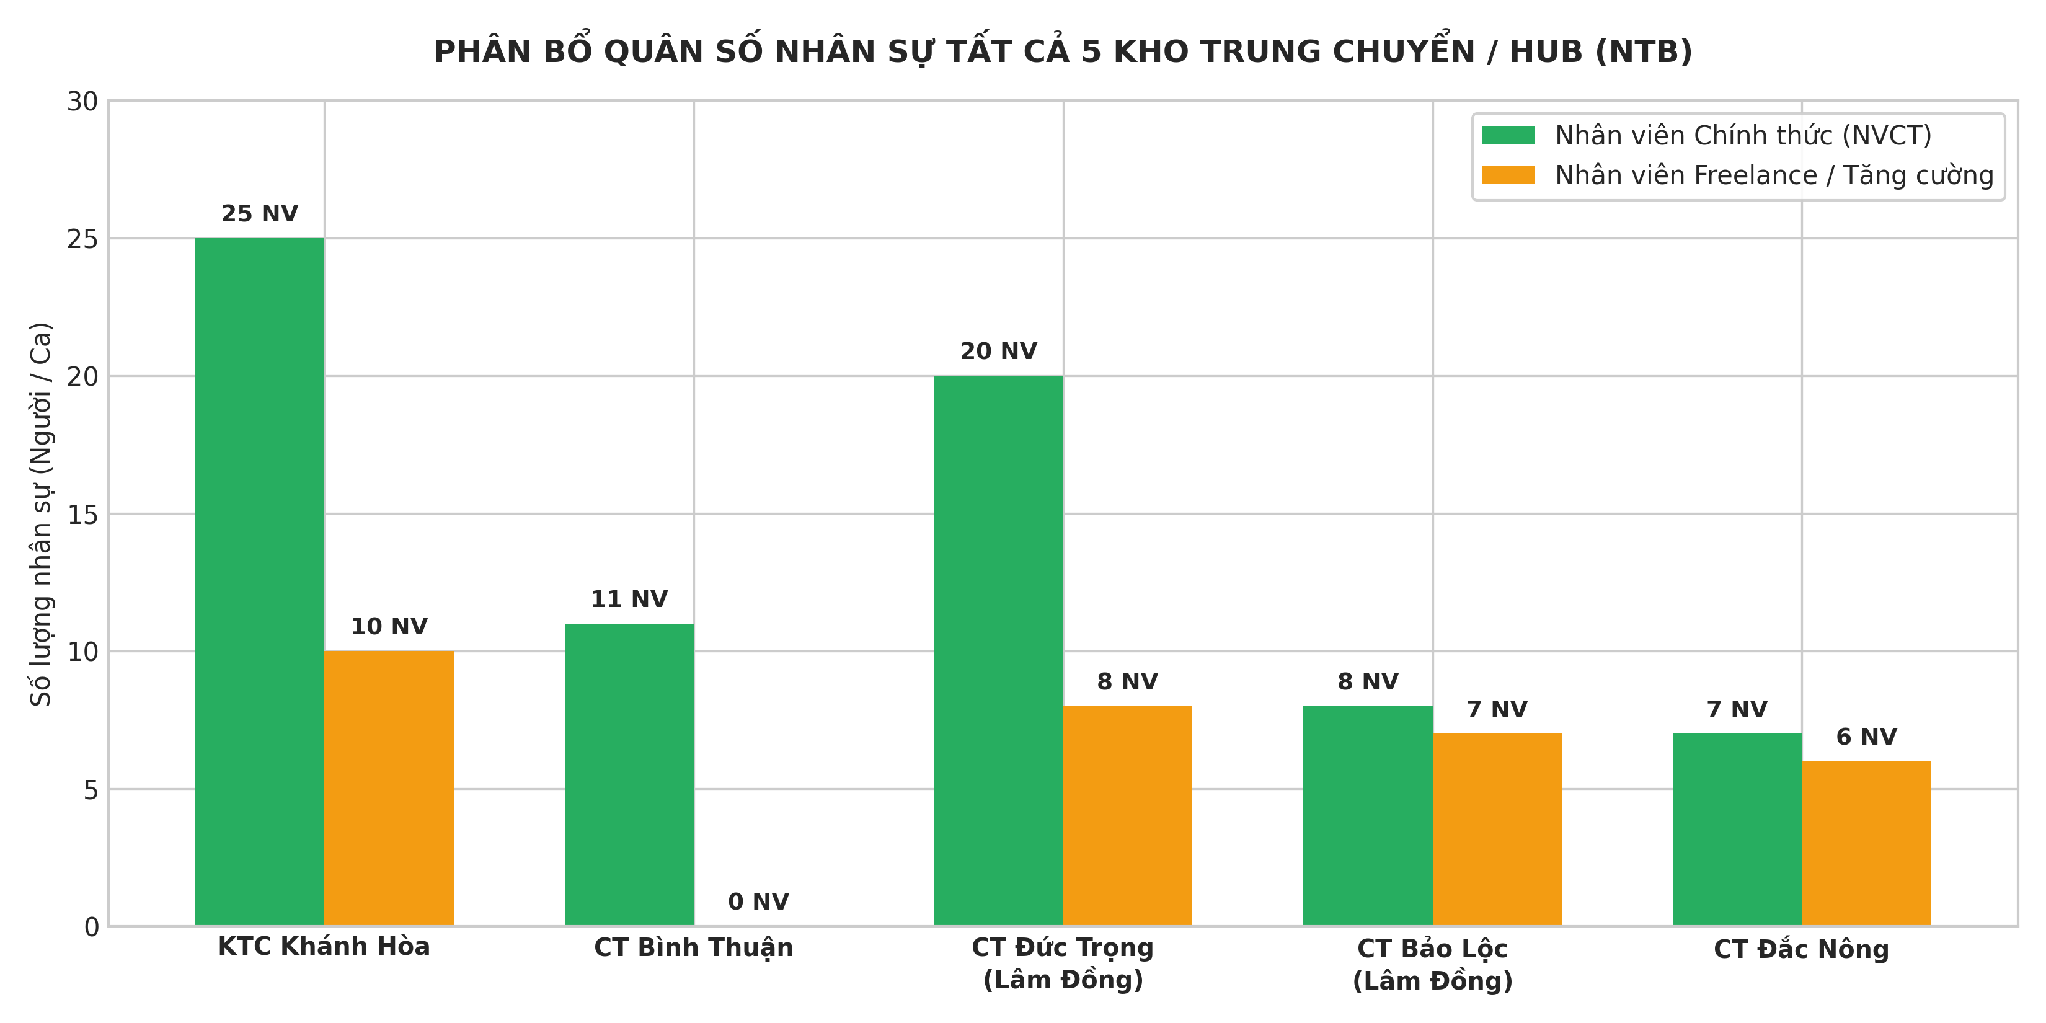 PHÂN BỔ QUÂN SỐ NHÂN SỰ TẤT CẢ 5 KHO TRUNG CHUYỂN / HUB (NTB)
Nhân viên Chính thức (NVCT)
Nhân viên Freelance / Tăng cường
Số lượng nhân sự (Người / Ca)
30
25
20
15
10
5
0
25 NV
10 NV
11 NV
0 NV
20 NV
8 NV
8 NV
7 NV
7 NV
6 NV
KTC Khánh Hòa
CT Bình Thuận
CT Đức Trọng
(Lâm Đồng)
CT Bảo Lộc
(Lâm Đồng)
CT Đắc Nông